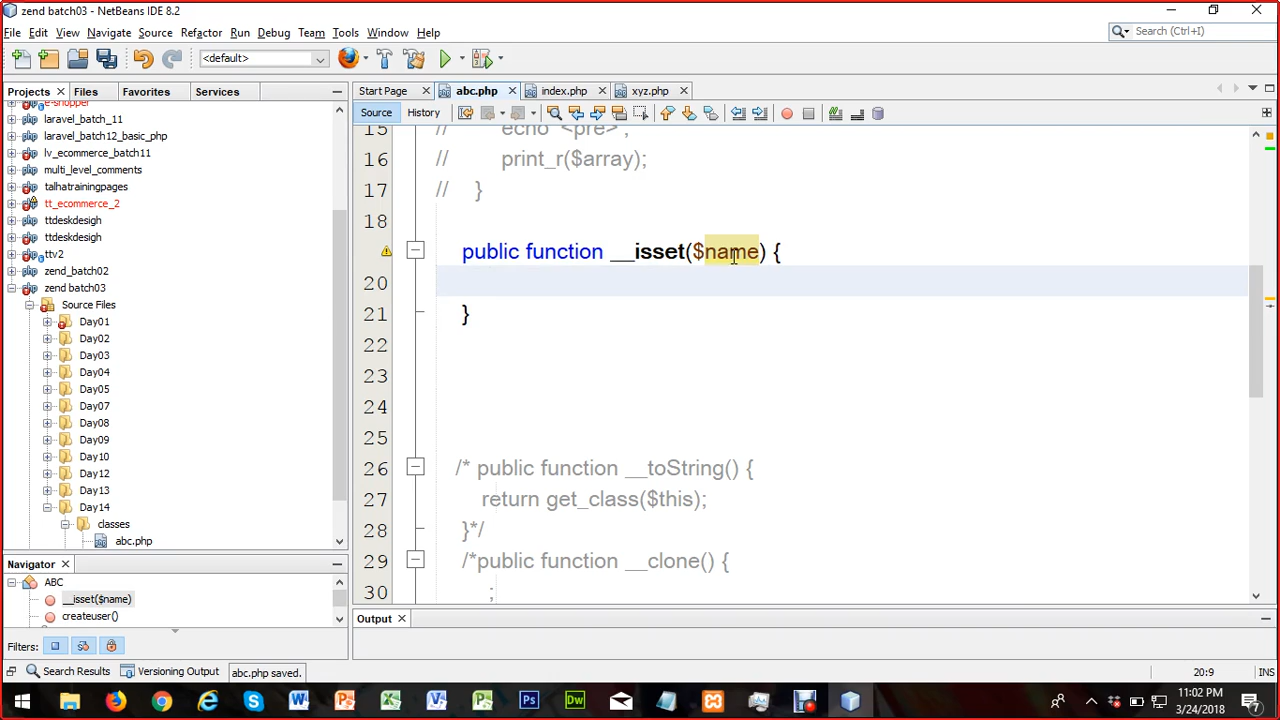 zend batch03 - NetBeans IDE 8.2
File Edit View Navigate Source Refactor Run Debug Team Tools Window Help
Search (Ctrl+I)
<default>
Projects Files Favorites Services
Start Page abc.php index.php xyz.php
Source History
e-shopper
laravel_batch_11
laravel_batch12_basic_php
lv_ecommerce_batch11
multi_level_comments
talhatrainingpages
tt_ecommerce_2
ttdeskdesigh
ttdeskdesigh
ttv2
zend_batch02
zend batch03
Source Files
Day01
Day02
Day03
Day04
Day05
Day07
Day08
Day09
Day10
Day12
Day13
Day14
classes
abc.php
15 // echo '<pre>';
16 // print_r($array);
17 // }
18
public function __isset($name) {
20
21 }
22
23
24
25
26 /* public function __toString() {
27 return get_class($this);
28 }*/
29 /*public function __clone() {
30 ;
Navigator
ABC
__isset($name)
createuser()
Filters:
Output
Search Results Versioning Output abc.php saved.
20:9 INS
11:02 PM
3/24/2018
7